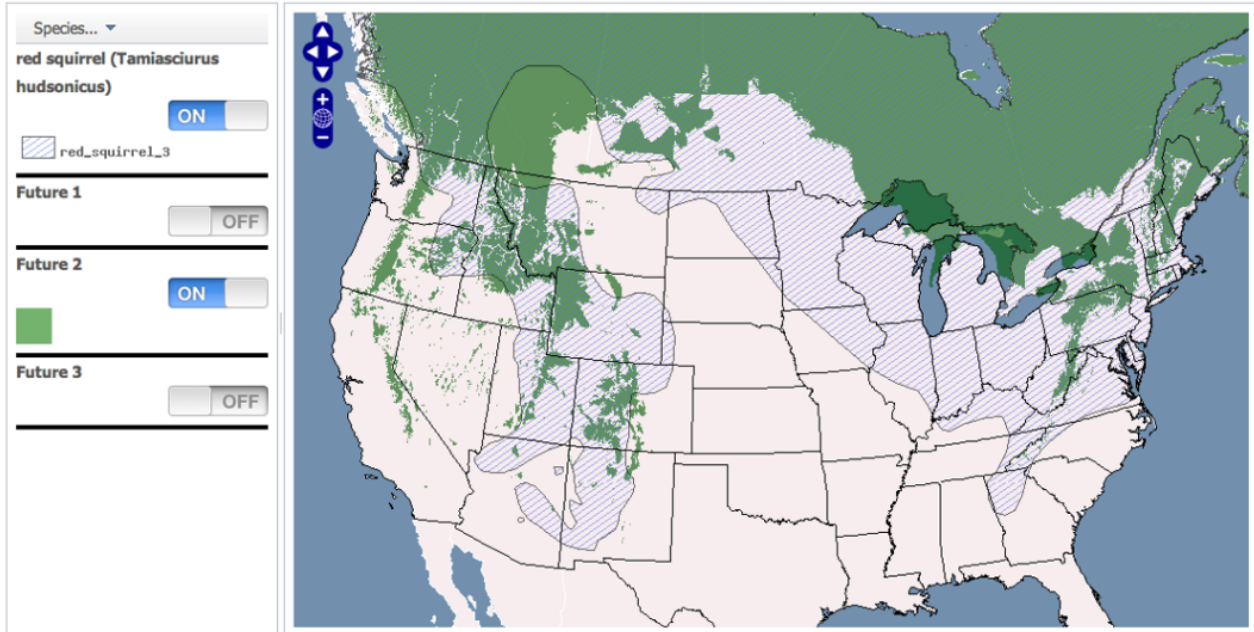 Species...
red squirrel (Tamiasciurus
hudsonicus)
ON
red_squirrel_3
Future 1
OFF
Future 2
ON
Future 3
OFF